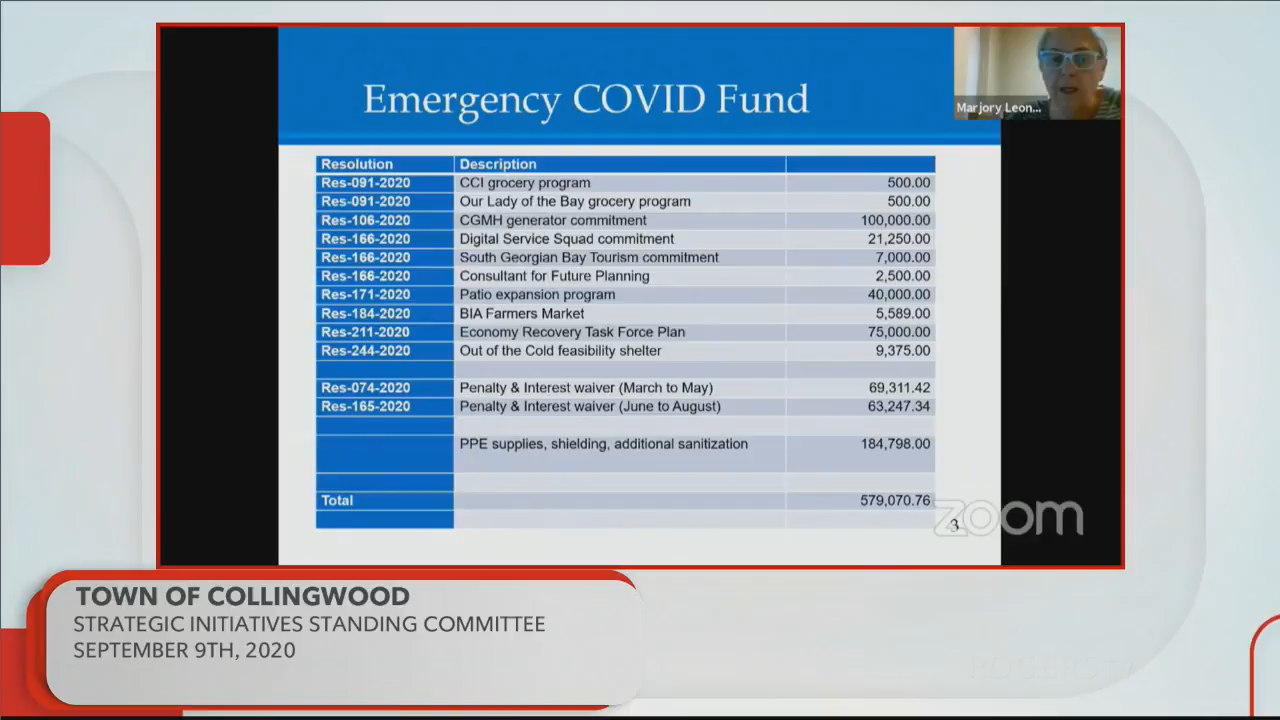 Emergency COVID Fund
Marjory Leon...
Resolution Description
Res-091-2020 CCI grocery program 500.00
Res-091-2020 Our Lady of the Bay grocery program 500.00
Res-106-2020 CGMH generator commitment 100,000.00
Res-166-2020 Digital Service Squad commitment 21,250.00
Res-166-2020 South Georgian Bay Tourism commitment 7,000.00
Res-166-2020 Consultant for Future Planning 2,500.00
Res-171-2020 Patio expansion program 40,000.00
Res-184-2020 BIA Farmers Market 5,589.00
Res-211-2020 Economy Recovery Task Force Plan 75,000.00
Res-244-2020 Out of the Cold feasibility shelter 9,375.00
Res-074-2020 Penalty & Interest waiver (March to May) 69,311.42
Res-165-2020 Penalty & Interest waiver (June to August) 63,247.34
PPE supplies, shielding, additional sanitization 184,798.00
Total 579,070.76
zoom
3
TOWN OF COLLINGWOOD
STRATEGIC INITIATIVES STANDING COMMITTEE
SEPTEMBER 9TH, 2020